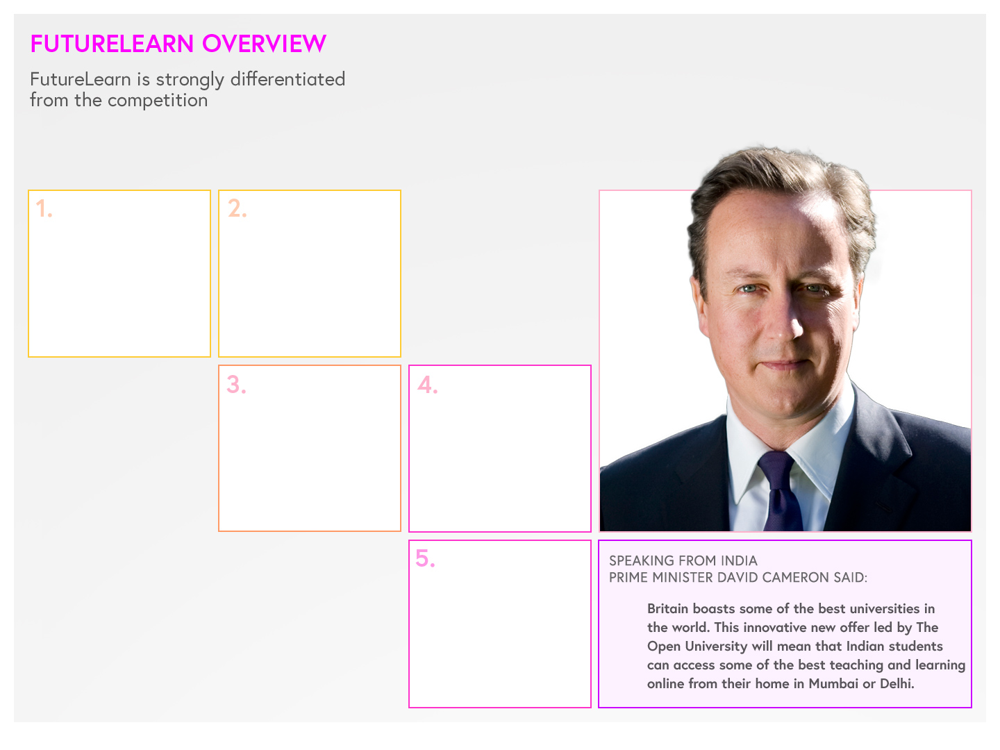 FUTURELEARN OVERVIEW
FutureLearn is strongly differentiated
from the competition
1.
2.
3.
4.
5.
SPEAKING FROM INDIA
PRIME MINISTER DAVID CAMERON SAID:
Britain boasts some of the best universities in
the world. This innovative new offer led by The
Open University will mean that Indian students
can access some of the best teaching and learning
online from their home in Mumbai or Delhi.